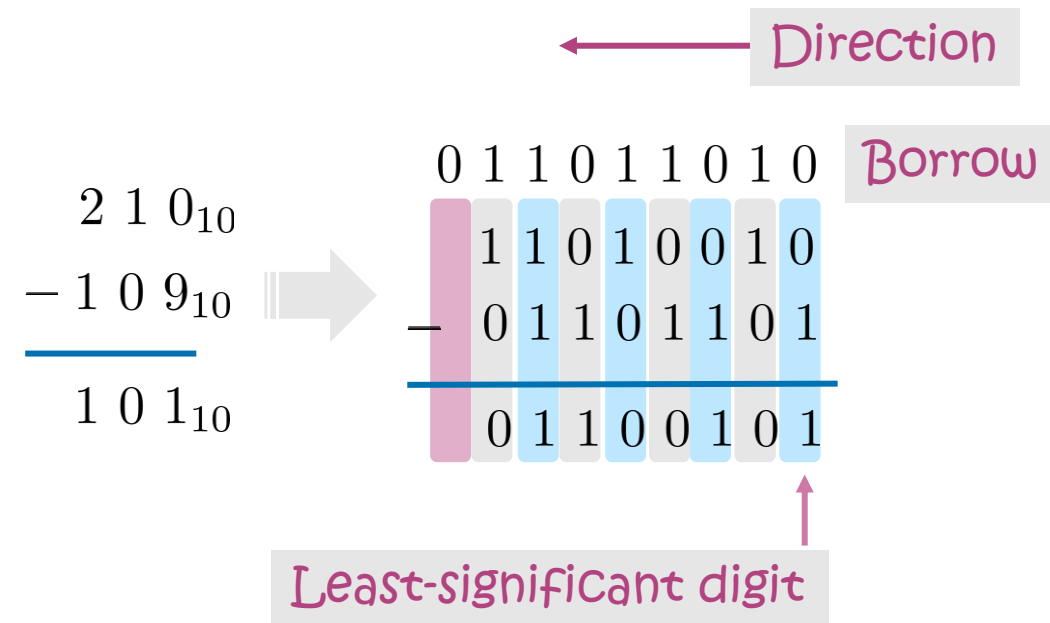 Direction
0 1 1 0 1 1 0 1 0 Borrow
2 1 0₁₀
− 1 0 9₁₀
1 0 1₁₀
1 1 0 1 0 0 1 0
− 0 1 1 0 1 1 0 1
0 1 1 0 0 1 0 1
Least-significant digit